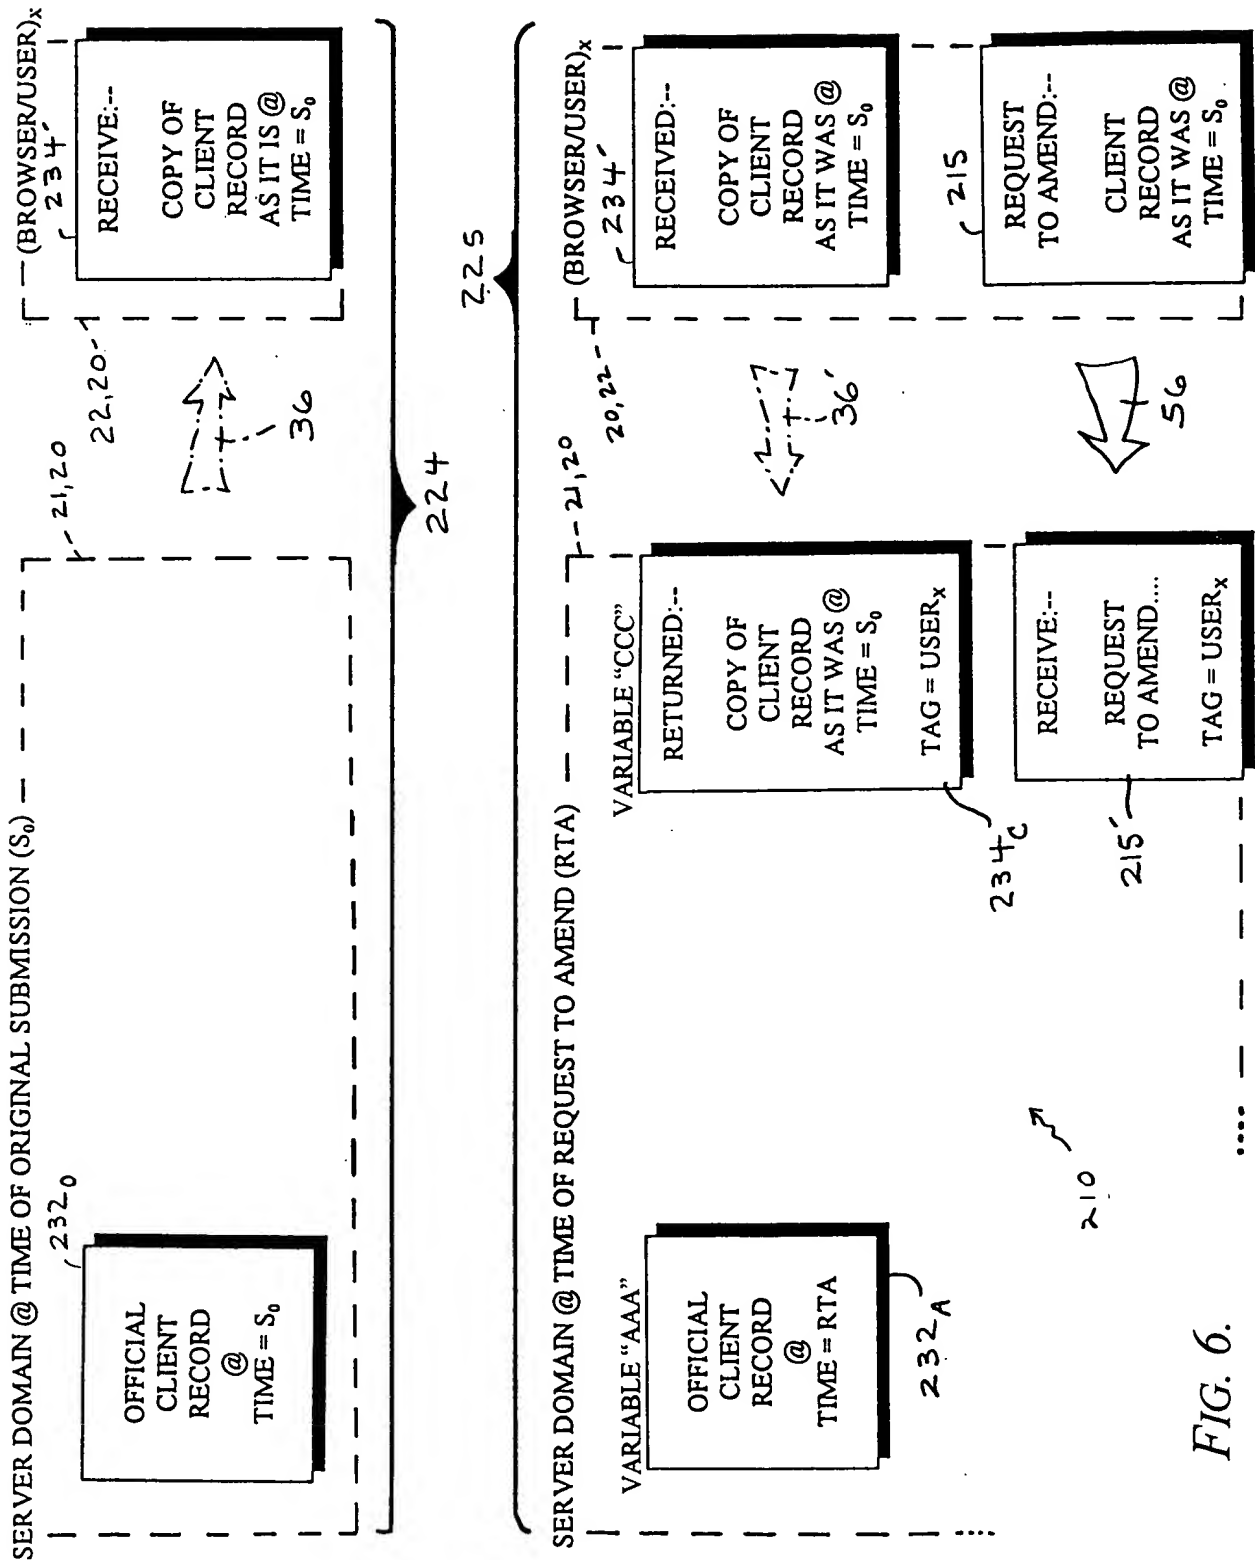 SERVER DOMAIN @ TIME OF ORIGINAL SUBMISSION (S₀)
(BROWSER/USER)ₓ
232₀
OFFICIAL
CLIENT
RECORD
@
TIME = S₀
21,20
22,20
36
234'
RECEIVE:--
COPY OF
CLIENT
RECORD
AS IT IS @
TIME = S₀
224
225
SERVER DOMAIN @ TIME OF REQUEST TO AMEND (RTA)
21,20
20,22
(BROWSER/USER)ₓ
VARIABLE "AAA"
OFFICIAL
CLIENT
RECORD
@
TIME = RTA
232A
VARIABLE "CCC"
RETURNED:--
COPY OF
CLIENT
RECORD
AS IT WAS @
TIME = S₀
TAG = USERₓ
234C
36'
234'
RECEIVED:--
COPY OF
CLIENT
RECORD
AS IT WAS @
TIME = S₀
RECEIVE:--
REQUEST
TO AMEND....
TAG = USERₓ
215'
56
215
REQUEST
TO AMEND:--
CLIENT
RECORD
AS IT WAS @
TIME = S₀
210
FIG. 6.